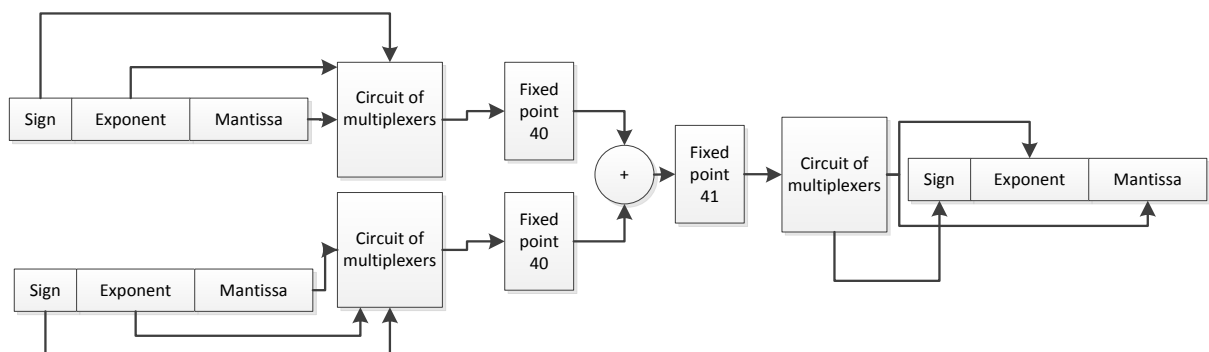 Sign Exponent Mantissa
Circuit of
multiplexers
Fixed
point
40
+
Fixed
point
41
Circuit of
multiplexers
Sign Exponent Mantissa
Sign Exponent Mantissa
Circuit of
multiplexers
Fixed
point
40